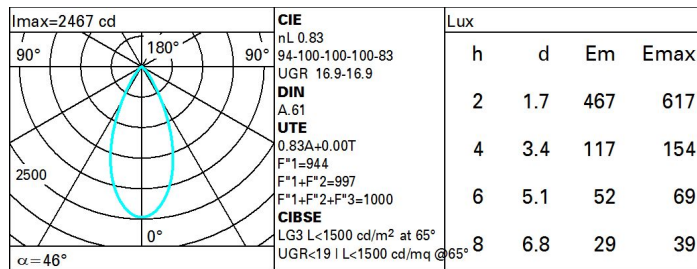 Imax=2467 cd
90° 180° 90°
2500
0°
α=46°
CIE
nL 0.83
94-100-100-100-83
UGR 16.9-16.9
DIN
A.61
UTE
0.83A+0.00T
F"1=944
F"1+F"2=997
F"1+F"2+F"3=1000
CIBSE
LG3 L<1500 cd/m² at 65°
UGR<19 | L<1500 cd/mq @65°
Lux
h d Em Emax
2 1.7 467 617
4 3.4 117 154
6 5.1 52 69
8 6.8 29 39